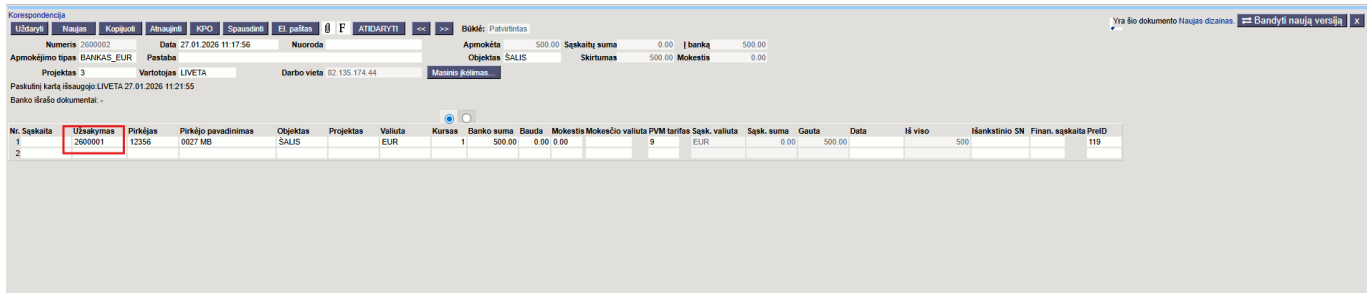 Korespondencija
Yra šio dokumento Naujas dizainas. Bandyti naują versiją x
Uždaryti Naujas Kopijuoti Atnaujinti KPO Spausdinti El. paštas F ATIDARYTI << >> Būklė: Patvirtintas
Numeris 2600002 Data 27.01.2026 11:17:56 Nuoroda Apmokėta 500.00 Sąskaitų suma 0.00 Į banką 500.00
Apmokėjimo tipas BANKAS_EUR Pastaba Objektas ŠALIS Skirtumas 500.00 Mokestis 0.00
Projektas 3 Vartotojas LIVETA Darbo vieta 82.135.174.44 Masinis įkėlimas...
Paskutinį kartą išsaugojo:LIVETA 27.01.2026 11:21:55
Banko išrašo dokumentai: -
Nr. Sąskaita Užsakymas Pirkėjas Pirkėjo pavadinimas Objektas Projektas Valiuta Kursas Banko suma Bauda Mokestis Mokesčio valiuta PVM tarifas Sąsk. valiuta Sąsk. suma Gauta Data Iš viso Išankstinio SN Finan. sąskaita PreID
1 2600001 12356 0027 MB ŠALIS EUR 1 500.00 0.00 0.00 9 EUR 0.00 500.00 500 119
2